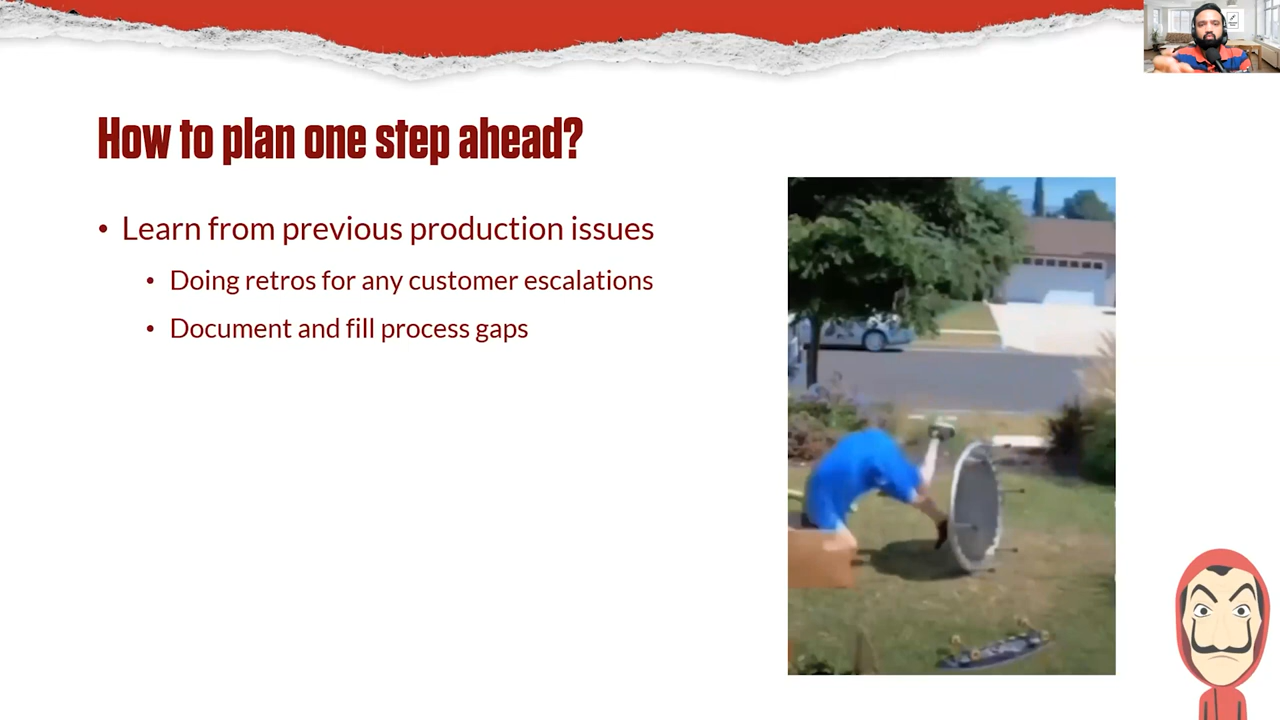 How to plan one step ahead?
• Learn from previous production issues
• Doing retros for any customer escalations
• Document and fill process gaps